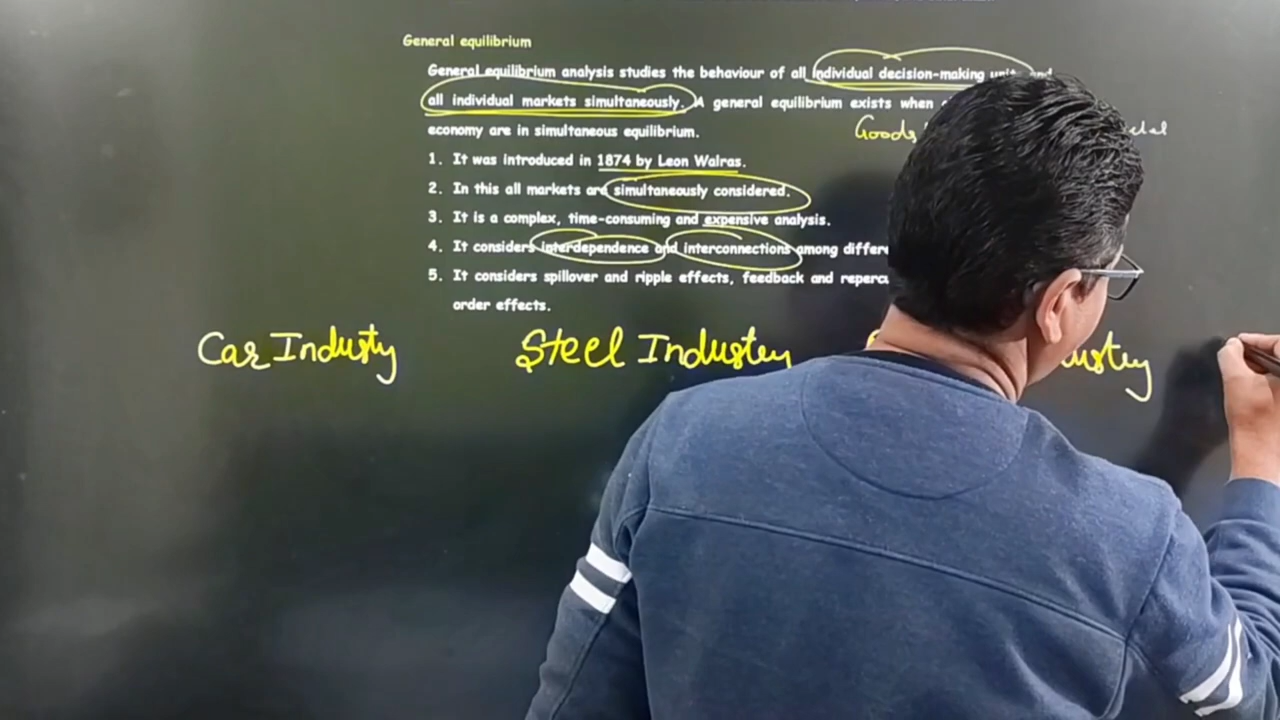 General equilibrium
General equilibrium analysis studies the behaviour of all individual decision-making unit and
all individual markets simultaneously. A general equilibrium exists when
Goods
economy are in simultaneous equilibrium.
1. It was introduced in 1874 by Leon Walras.
2. In this all markets are simultaneously considered.
3. It is a complex, time-consuming and expensive analysis.
4. It considers interdependence and interconnections among
5. It considers spillover and ripple effects, feedback and
order effects.
Car Industy Steel Industry